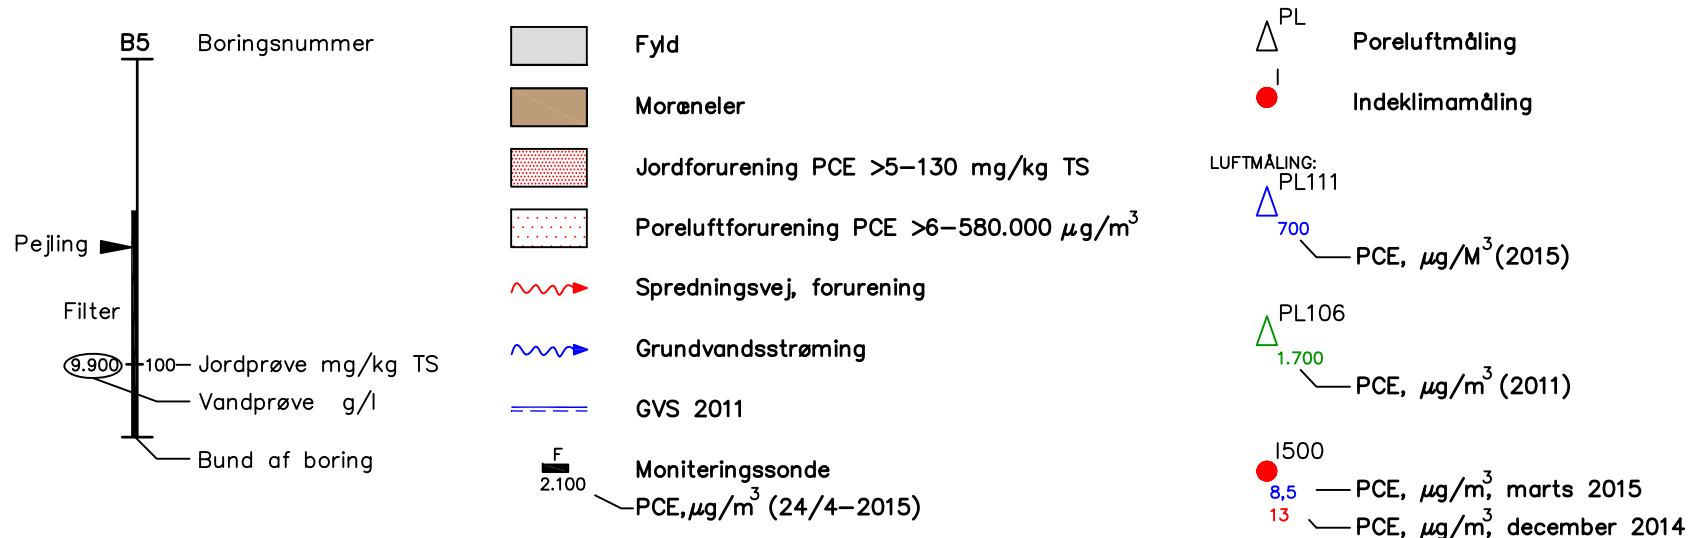 B5 Boringsnummer
Pejling
Filter
9.900 100 Jordprøve mg/kg TS
Vandprøve g/l
Bund af boring
Fyld
Moræneler
Jordforurening PCE >5–130 mg/kg TS
Poreluftforurening PCE >6–580.000 µg/m³
Spredningsvej, forurening
Grundvandsstrøming
GVS 2011
F
Moniteringssonde
2.100
PCE,µg/m³ (24/4–2015)
PL
Poreluftmåling
I
Indeklimamåling
LUFTMÅLING:
PL111
700
PCE, µg/M³ (2015)
PL106
1.700
PCE, µg/m³ (2011)
I500
8,5 PCE, µg/m³, marts 2015
13 PCE, µg/m³, december 2014